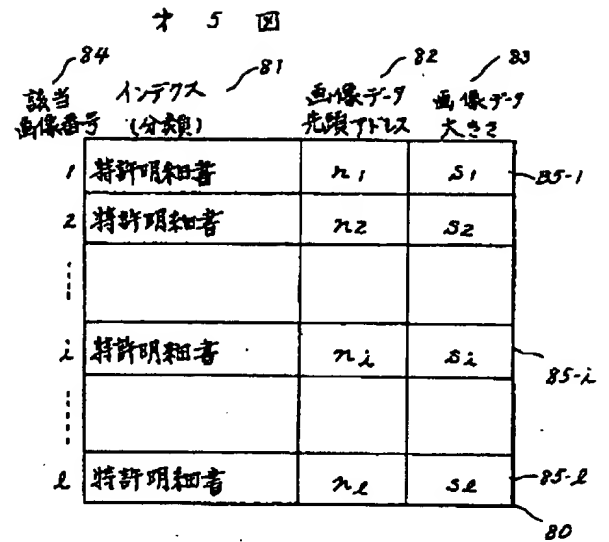 才 5 図
84
81
82
83
該当 画像番号
インデクス (分類)
画像データ 先頭アドレス
画像データ 大きさ
1 特許明細書 n1 s1 85-1
2 特許明細書 n2 s2
i 特許明細書 ni si 85-i
l 特許明細書 nl sl 85-l
80